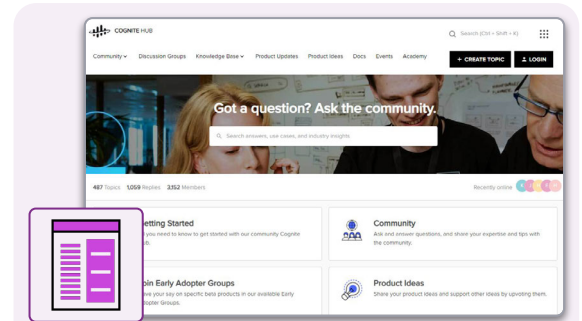 COGNITE HUB
Search (Ctrl + Shift + K)
Community Discussion Groups Knowledge Base Product Updates Product Ideas Docs Events Academy
+ CREATE TOPIC LOGIN
Got a question? Ask the community.
Search answers, use cases, and industry insights
487 Topics 1,059 Replies 3,152 Members
Recently online
etting Started
you need to know to get started with our community Cognite
ub.
Community
Ask and answer questions, and share your expertise and tips with
the community.
oin Early Adopter Groups
ave your say on specific beta products in our available Early
dopter Groups.
Product Ideas
Share your product ideas and support other ideas by upvoting them.